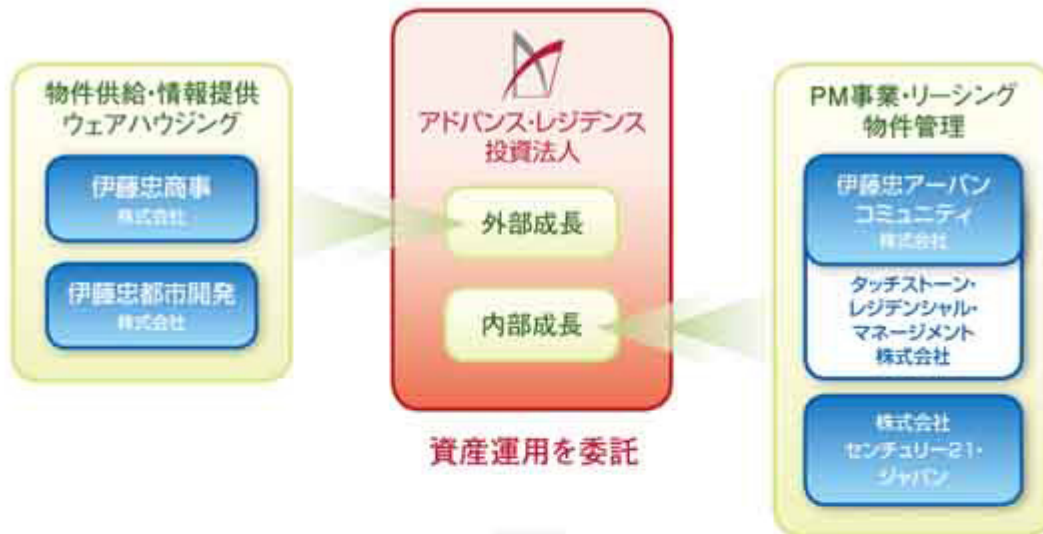 物件供給・情報提供
ウェアハウジング
伊藤忠商事
株式会社
伊藤忠都市開発
株式会社
アドバンス・レジデンス
投資法人
外部成長
内部成長
資産運用を委託
PM事業・リーシング
物件管理
伊藤忠アーバン
コミュニティ
株式会社
タッチストーン・
レジデンシャル・
マネージメント
株式会社
株式会社
センチュリー21・
ジャパン